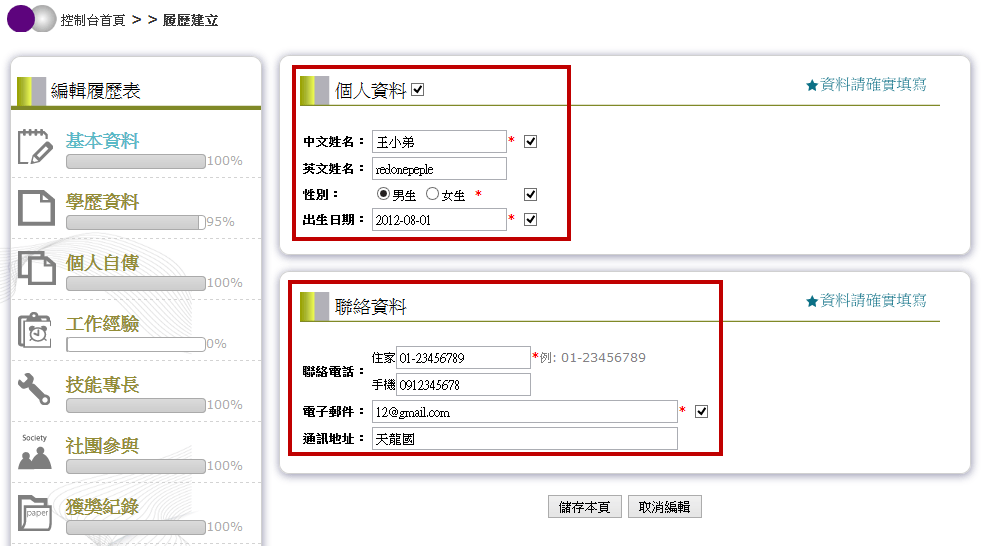 控制台首頁 > > 履歷建立
編輯履歷表
基本資料
100%
學歷資料
95%
個人自傳
100%
工作經驗
0%
技能專長
100%
Society
社團參與
100%
paper
獲獎紀錄
100%
個人資料
★資料請確實填寫
中文姓名： 王小弟 *
英文姓名： redonepeple
性別： 男生 女生 *
出生日期： 2012-08-01 *
聯絡資料
★資料請確實填寫
聯絡電話：
住家 01-23456789 *例: 01-23456789
手機 0912345678
電子郵件： 12@gmail.com *
通訊地址： 天龍國
儲存本頁 取消編輯